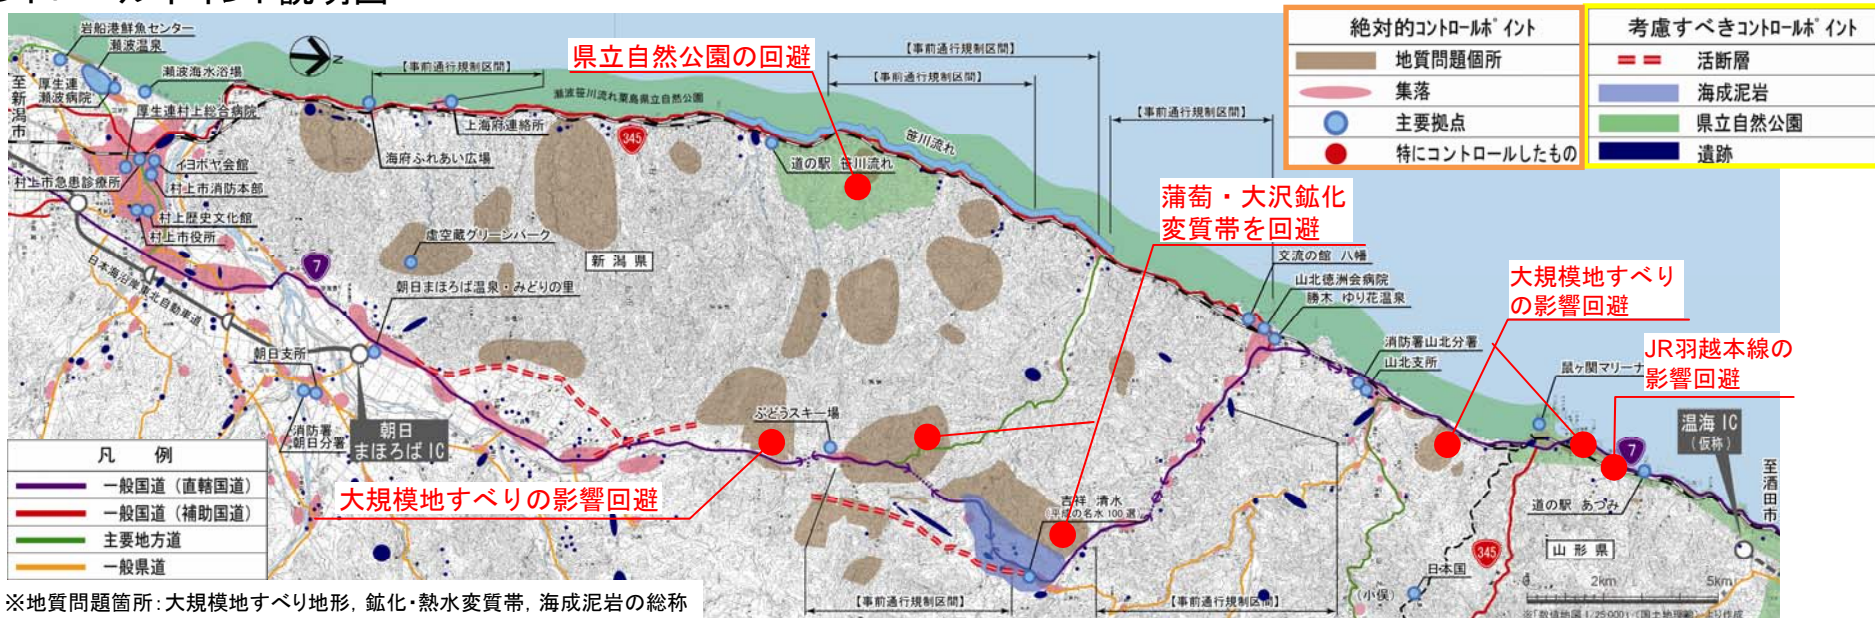 岩船港鮮魚センター
瀬波温泉
瀬波海水浴場
至新潟市
厚生連
瀬波病院
厚生連村上総合病院
イヨボヤ会館
村上市急患診療所
村上市消防本部
村上歴史文化館
村上市役所
日本海沿岸東北自動車道
7
N
【事前通行規制区間】
上海府連絡所
海府ふれあい広場
瀬波笹川流れ粟島県立自然公園
345
県立自然公園の回避
【事前通行規制区間】
【事前通行規制区間】
【事前通行規制区間】
笹川流れ
道の駅 笹川流れ
虚空蔵グリーンパーク
新潟県
朝日まほろば温泉・みどりの里
朝日支所
消防署
朝日分署
朝日
まほろば IC
ぶどうスキー場
大規模地すべりの影響回避
蒲萄・大沢鉱化
変質帯を回避
吉祥 清水
(平成の名水100選)
交流の館 八幡
山北徳洲会病院
勝木 ゆり花温泉
消防署山北分署
山北支所
大規模地すべり
の影響回避
JR羽越本線の
影響回避
鼠ヶ関マリーナ
7
温海 IC
(仮称)
至酒田市
道の駅 あつみ
山形県
345
日本国
(小俣)
【事前通行規制区間】
【事前通行規制区間】
0 2km 5km
絶対的コントロールポイント
地質問題個所
集落
主要拠点
特にコントロールしたもの
考慮すべきコントロールポイント
活断層
海成泥岩
県立自然公園
遺跡
凡 例
一般国道(直轄国道)
一般国道(補助国道)
主要地方道
一般県道
※地質問題箇所:大規模地すべり地形,鉱化・熱水変質帯,海成泥岩の総称